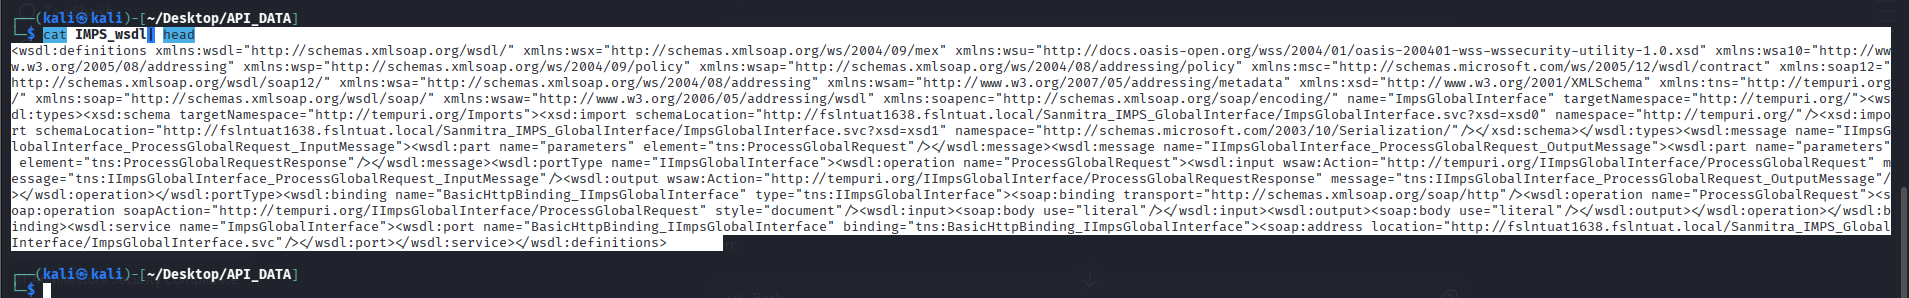 ┌──(kali㉿kali)-[~/Desktop/API_DATA]
└─$ cat IMPS_wsdl| head
<wsdl:definitions xmlns:wsdl="http://schemas.xmlsoap.org/wsdl/" xmlns:wsx="http://schemas.xmlsoap.org/ws/2004/09/mex" xmlns:wsu="http://docs.oasis-open.org/wss/2004/01/oasis-200401-wss-wssecurity-utility-1.0.xsd" xmlns:wsa10="http://ww
w.w3.org/2005/08/addressing" xmlns:wsp="http://schemas.xmlsoap.org/ws/2004/09/policy" xmlns:wsap="http://schemas.xmlsoap.org/ws/2004/08/addressing/policy" xmlns:msc="http://schemas.microsoft.com/ws/2005/12/wsdl/contract" xmlns:soap12="
http://schemas.xmlsoap.org/wsdl/soap12/" xmlns:wsa="http://schemas.xmlsoap.org/ws/2004/08/addressing" xmlns:wsam="http://www.w3.org/2007/05/addressing/metadata" xmlns:xsd="http://www.w3.org/2001/XMLSchema" xmlns:tns="http://tempuri.org
/" xmlns:soap="http://schemas.xmlsoap.org/wsdl/soap/" xmlns:wsaw="http://www.w3.org/2006/05/addressing/wsdl" xmlns:soapenc="http://schemas.xmlsoap.org/soap/encoding/" name="ImpsGlobalInterface" targetNamespace="http://tempuri.org/"><ws
dl:types><xsd:schema targetNamespace="http://tempuri.org/Imports"><xsd:import schemaLocation="http://fslntuat1638.fslntuat.local/Sanmitra_IMPS_GlobalInterface/ImpsGlobalInterface.svc?xsd=xsd0" namespace="http://tempuri.org/"/><xsd:impo
rt schemaLocation="http://fslntuat1638.fslntuat.local/Sanmitra_IMPS_GlobalInterface/ImpsGlobalInterface.svc?xsd=xsd1" namespace="http://schemas.microsoft.com/2003/10/Serialization/"/></xsd:schema></wsdl:types><wsdl:message name="IImpsG
lobalInterface_ProcessGlobalRequest_InputMessage"><wsdl:part name="parameters" element="tns:ProcessGlobalRequest"/></wsdl:message><wsdl:message name="IImpsGlobalInterface_ProcessGlobalRequest_OutputMessage"><wsdl:part name="parameters"
 element="tns:ProcessGlobalRequestResponse"/></wsdl:message><wsdl:portType name="IImpsGlobalInterface"><wsdl:operation name="ProcessGlobalRequest"><wsdl:input wsaw:Action="http://tempuri.org/IImpsGlobalInterface/ProcessGlobalRequest" m
essage="tns:IImpsGlobalInterface_ProcessGlobalRequest_InputMessage"/><wsdl:output wsaw:Action="http://tempuri.org/IImpsGlobalInterface/ProcessGlobalRequestResponse" message="tns:IImpsGlobalInterface_ProcessGlobalRequest_OutputMessage"/
></wsdl:operation></wsdl:portType><wsdl:binding name="BasicHttpBinding_IImpsGlobalInterface" type="tns:IImpsGlobalInterface"><soap:binding transport="http://schemas.xmlsoap.org/soap/http"/><wsdl:operation name="ProcessGlobalRequest"><s
oap:operation soapAction="http://tempuri.org/IImpsGlobalInterface/ProcessGlobalRequest" style="document"/><wsdl:input><soap:body use="literal"/></wsdl:input><wsdl:output><soap:body use="literal"/></wsdl:output></wsdl:operation></wsdl:b
inding><wsdl:service name="ImpsGlobalInterface"><wsdl:port name="BasicHttpBinding_IImpsGlobalInterface" binding="tns:BasicHttpBinding_IImpsGlobalInterface"><soap:address location="http://fslntuat1638.fslntuat.local/Sanmitra_IMPS_Global
Interface/ImpsGlobalInterface.svc"/></wsdl:port></wsdl:service></wsdl:definitions>
┌──(kali㉿kali)-[~/Desktop/API_DATA]
└─$